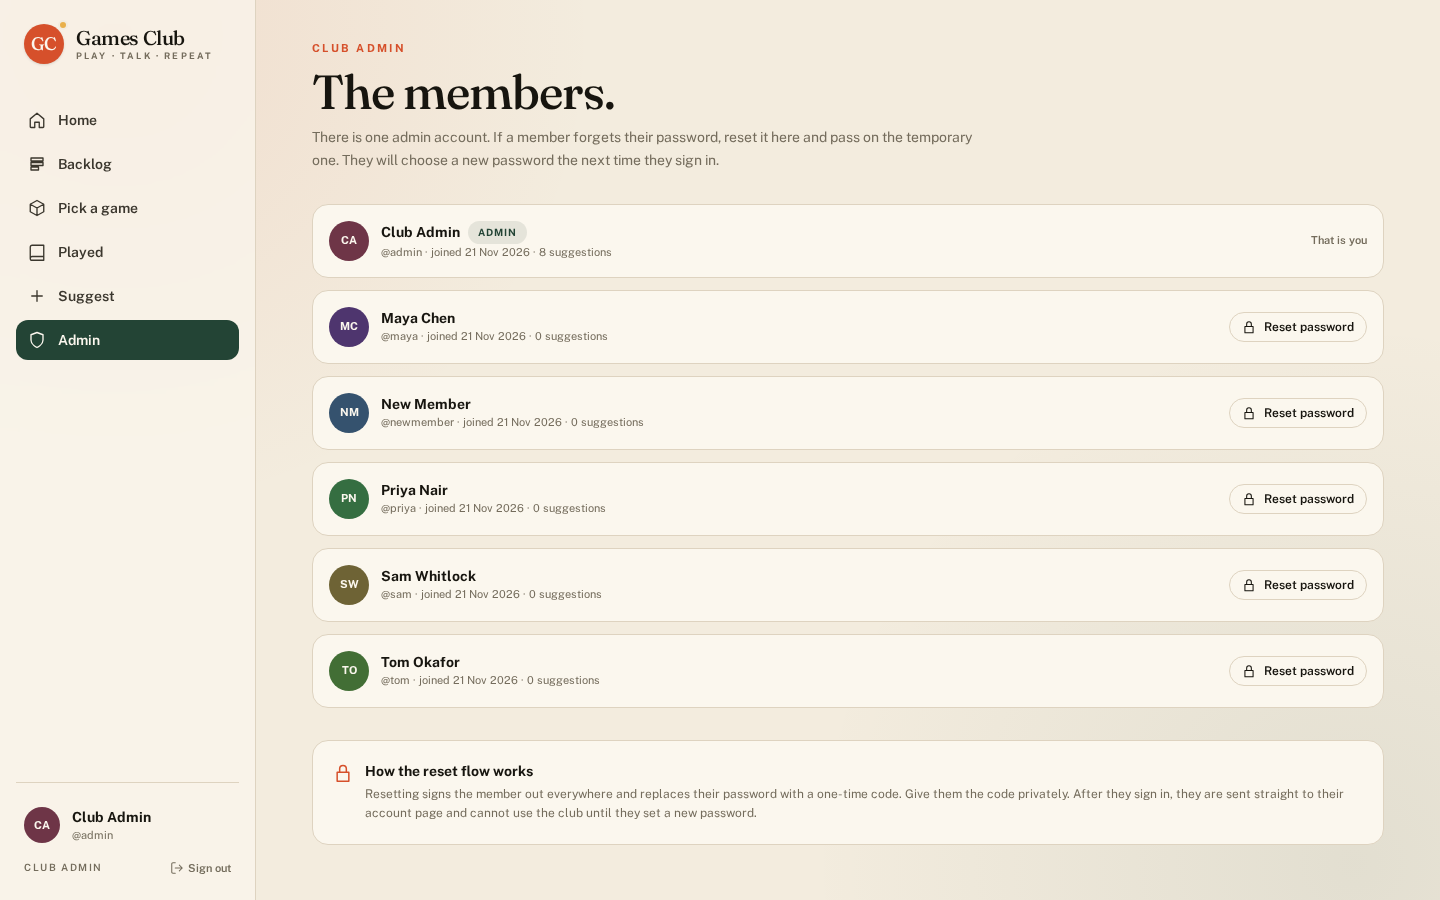 GC
Games Club
PLAY · TALK · REPEAT
Home
Backlog
Pick a game
Played
Suggest
Admin
CA
Club Admin
@admin
CLUB ADMIN
Sign out
CLUB ADMIN
The members.
There is one admin account. If a member forgets their password, reset it here and pass on the temporary
one. They will choose a new password the next time they sign in.
CA
Club Admin ADMIN
@admin · joined 21 Nov 2026 · 8 suggestions
That is you
MC
Maya Chen
@maya · joined 21 Nov 2026 · 0 suggestions
Reset password
NM
New Member
@newmember · joined 21 Nov 2026 · 0 suggestions
Reset password
PN
Priya Nair
@priya · joined 21 Nov 2026 · 0 suggestions
Reset password
SW
Sam Whitlock
@sam · joined 21 Nov 2026 · 0 suggestions
Reset password
TO
Tom Okafor
@tom · joined 21 Nov 2026 · 0 suggestions
Reset password
How the reset flow works
Resetting signs the member out everywhere and replaces their password with a one-time code. Give them the code privately. After they sign in, they are sent straight to their
account page and cannot use the club until they set a new password.